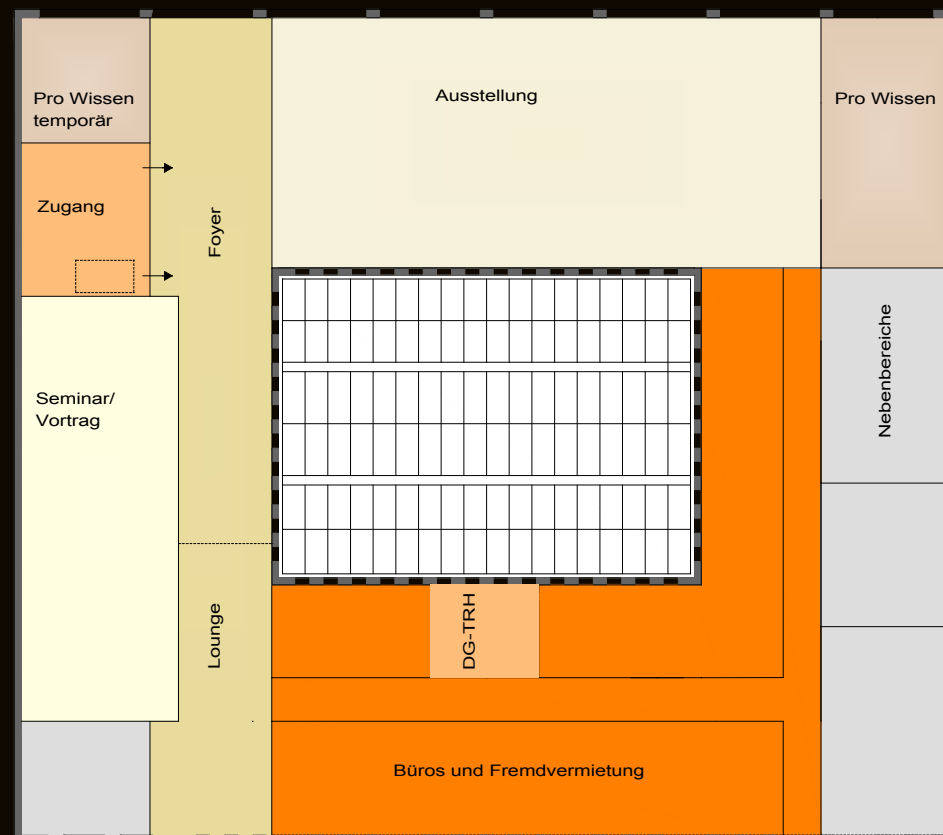 Pro Wissen
temporär
Ausstellung
Pro Wissen
Zugang
Foyer
Seminar/
Vortrag
Nebenbereiche
Lounge
DG-TRH
Büros und Fremdvermietung